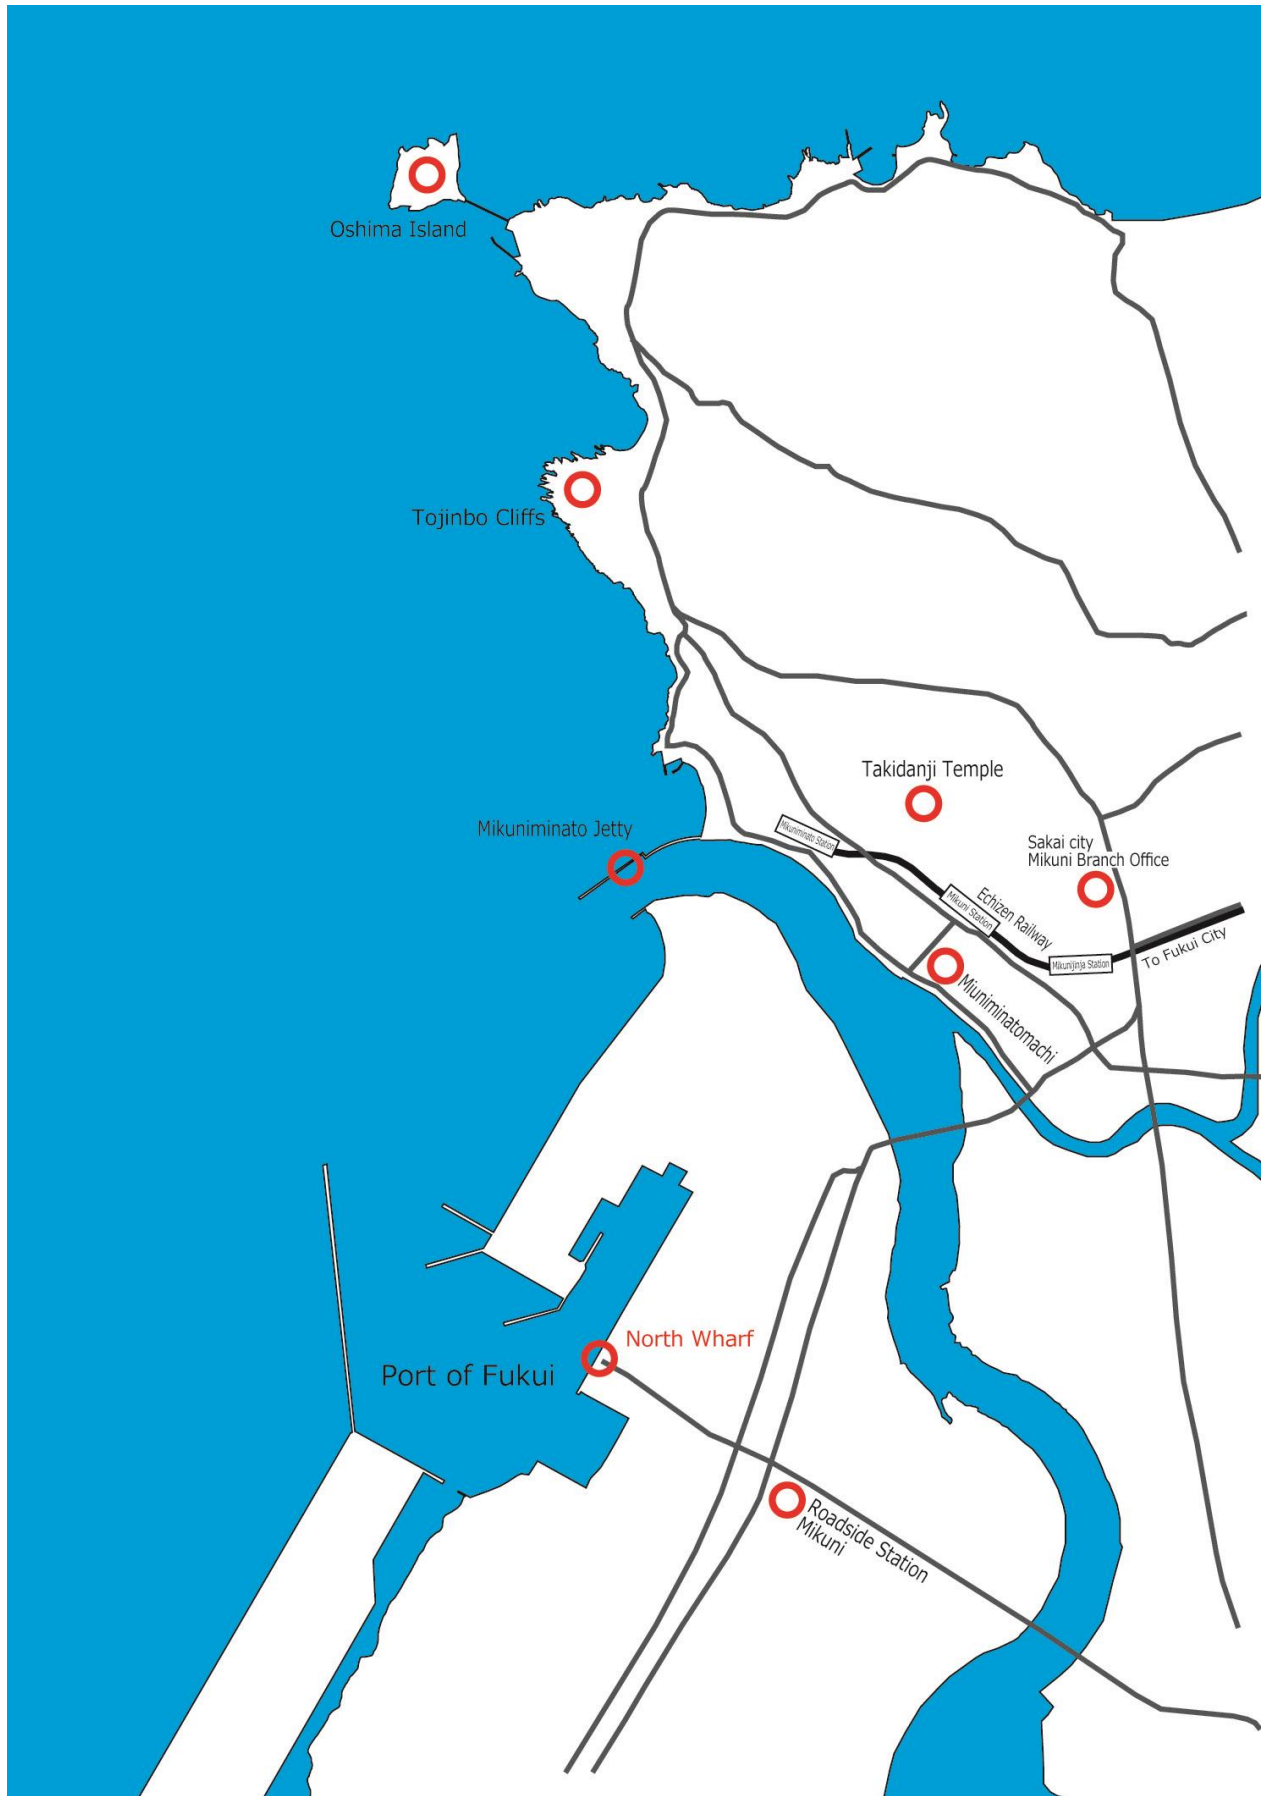 Oshima Island
Tojinbo Cliffs
Takidanji Temple
Mikuniminato Jetty
Mikuniminato Station
Sakai city
Mikuni Branch Office
Mikuni Station
Echizen Railway
Mikunijinja Station
To Fukui City
Miuniminatomachi
North Wharf
Port of Fukui
Roadside Station
Mikuni